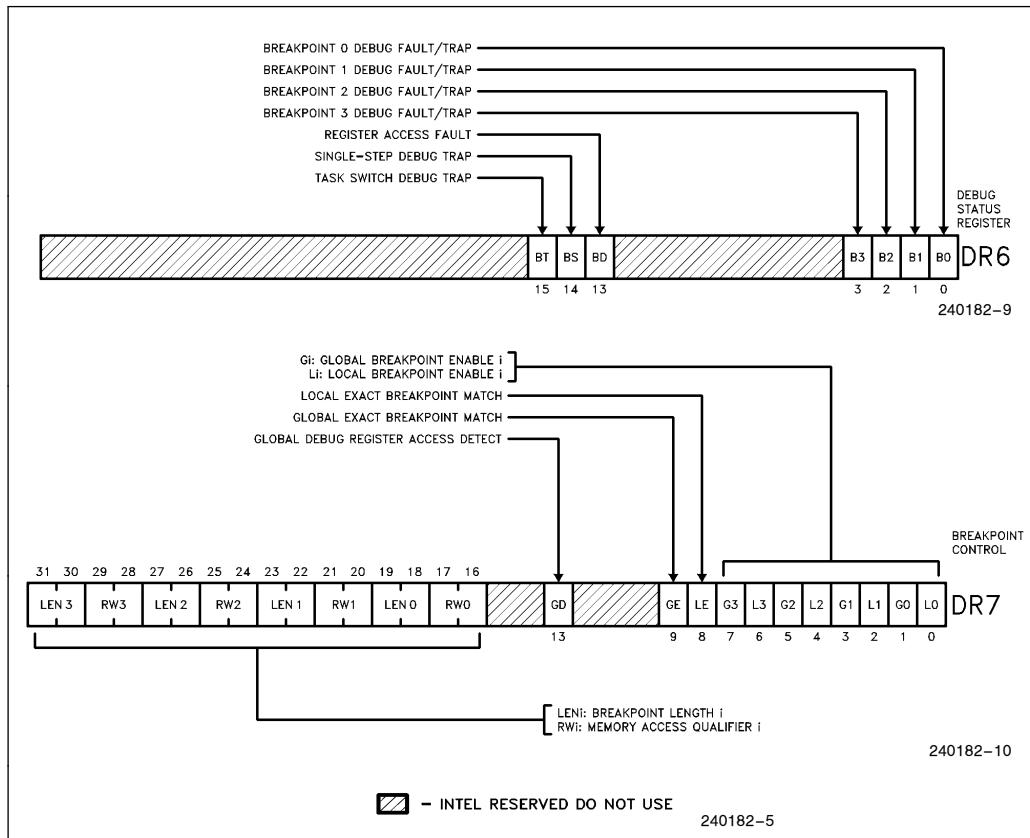 BREAKPOINT 0 DEBUG FAULT/TRAP
BREAKPOINT 1 DEBUG FAULT/TRAP
BREAKPOINT 2 DEBUG FAULT/TRAP
BREAKPOINT 3 DEBUG FAULT/TRAP
REGISTER ACCESS FAULT
SINGLE-STEP DEBUG TRAP
TASK SWITCH DEBUG TRAP
DEBUG
STATUS
REGISTER
BT BS BD B3 B2 B1 B0 DR6
15 14 13 3 2 1 0
240182-9
Gi: GLOBAL BREAKPOINT ENABLE i
Li: LOCAL BREAKPOINT ENABLE i
LOCAL EXACT BREAKPOINT MATCH
GLOBAL EXACT BREAKPOINT MATCH
GLOBAL DEBUG REGISTER ACCESS DETECT
BREAKPOINT
CONTROL
31 30 29 28 27 26 25 24 23 22 21 20 19 18 17 16
LEN 3 RW3 LEN 2 RW2 LEN 1 RW1 LEN 0 RW0 GD GE LE G3 L3 G2 L2 G1 L1 G0 L0 DR7
13 9 8 7 6 5 4 3 2 1 0
LENi: BREAKPOINT LENGTH i
RWi: MEMORY ACCESS QUALIFIER i
240182-10
- INTEL RESERVED DO NOT USE
240182-5